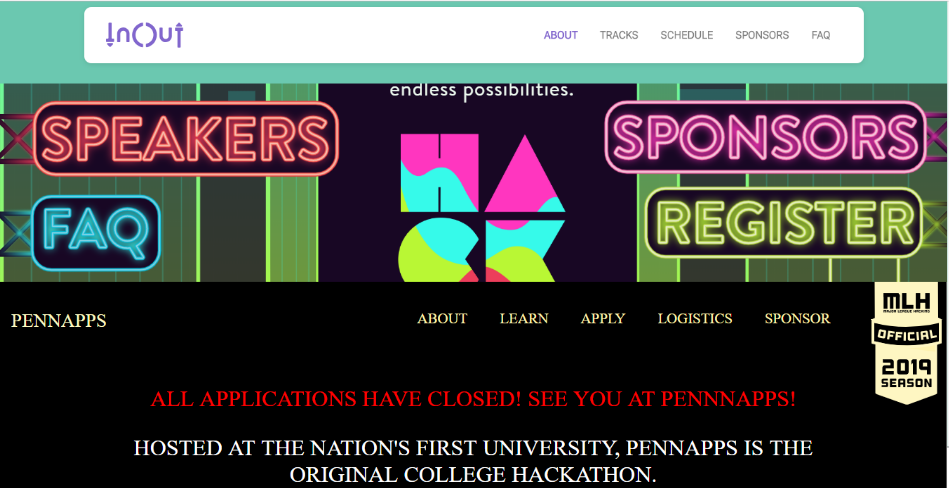 InOut
ABOUT TRACKS SCHEDULE SPONSORS FAQ
endless possibilities.
SPEAKERS
SPONSORS
HACK
FAQ
REGISTER
PENNAPPS
ABOUT LEARN APPLY LOGISTICS SPONSOR
MLH
MAJOR LEAGUE HACKING
OFFICIAL
2019
SEASON
ALL APPLICATIONS HAVE CLOSED! SEE YOU AT PENNNAPPS!
HOSTED AT THE NATION'S FIRST UNIVERSITY, PENNAPPS IS THE
ORIGINAL COLLEGE HACKATHON.